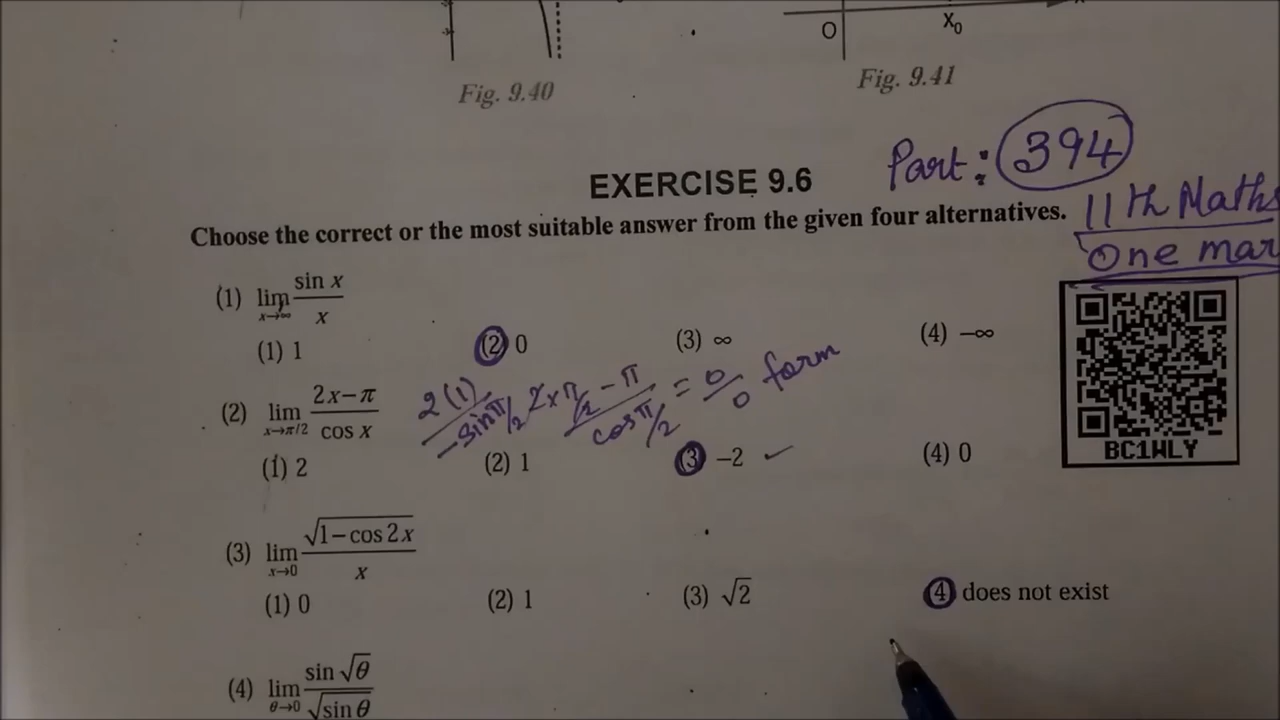 O
X₀
Fig. 9.40
Fig. 9.41
Part: 394
EXERCISE 9.6
11th Maths
Choose the correct or the most suitable answer from the given four alternatives.
One mar
(1) lim x→∞ sin x / x
(1) 1 (2) 0 (3) ∞ (4) −∞
(2) lim x→π/2 2x−π / cos x
2(1) / −sin π/2
2×π/2 − π / cos π/2 = 0/0 form
(1) 2 (2) 1 (3) −2 ✓ (4) 0
BC1WLY
(3) lim x→0 √(1−cos 2x) / x
(1) 0 (2) 1 (3) √2 (4) does not exist
(4) lim θ→0 sin √θ / √(sin θ)